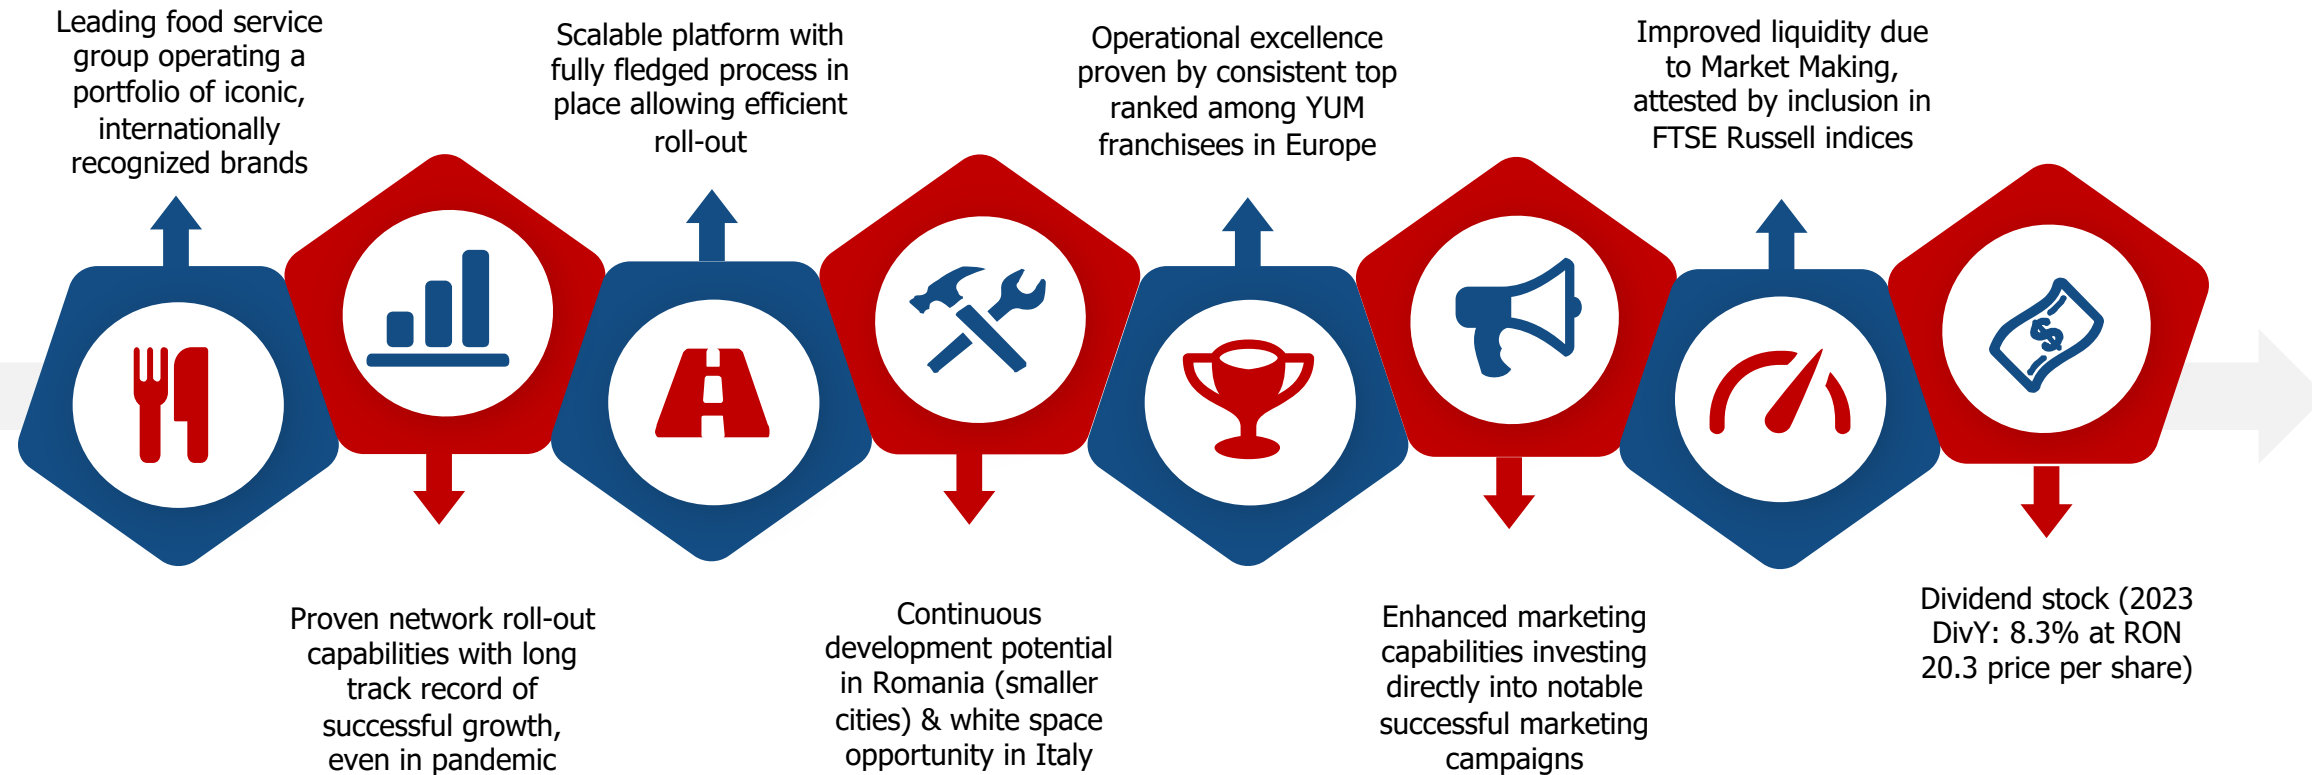 Leading food service
group operating a
portfolio of iconic,
internationally
recognized brands
Proven network roll-out
capabilities with long
track record of
successful growth,
even in pandemic
Scalable platform with
fully fledged process in
place allowing efficient
roll-out
Continuous
development potential
in Romania (smaller
cities) & white space
opportunity in Italy
Operational excellence
proven by consistent top
ranked among YUM
franchisees in Europe
Enhanced marketing
capabilities investing
directly into notable
successful marketing
campaigns
Improved liquidity due
to Market Making,
attested by inclusion in
FTSE Russell indices
$
Dividend stock (2023
DivY: 8.3% at RON
20.3 price per share)